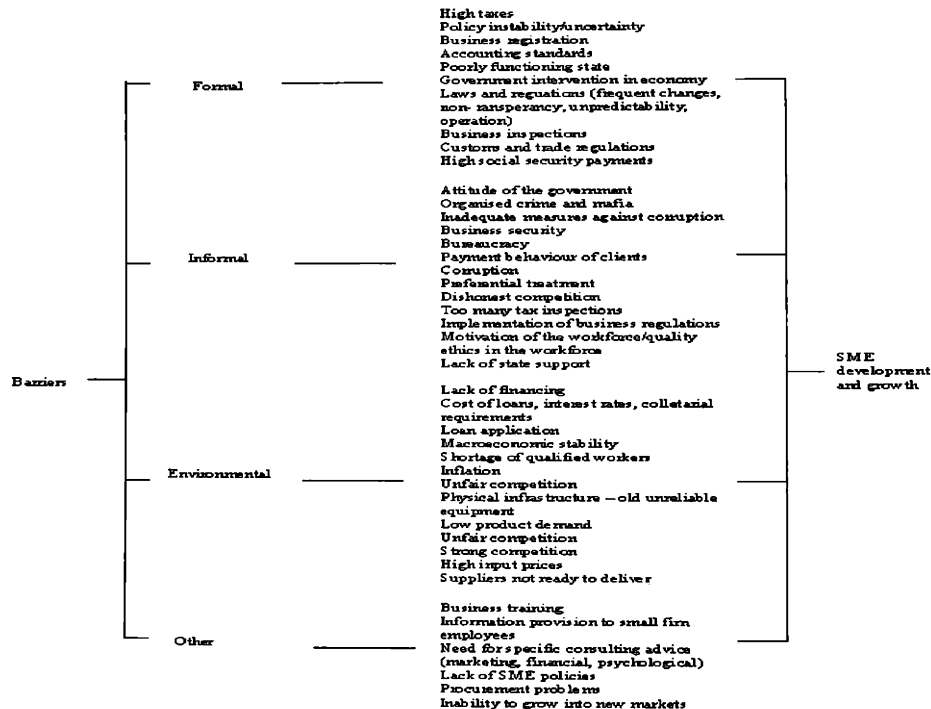 High taxes
Policy instability/uncertainty
Business registration
Accounting standards
Poorly functioning state
Formal
Government intervention in economy
Laws and reguations (frequent changes,
non- ransperancy, unpredictability,
operation)
Business inspections
Customs and trade regulations
High social security payments
Attitude of the government
Organised crime and mafia
Inadequate measures against corruption
Business security
Bureaucracy
Informal
Payment behaviour of clients
Corruption
Preferential treatment
Dishonest competition
Too many tax inspections
Implementation of business regulations
Motivation of the workforce/quality
ethics in the workforce
Lack of state support
Barriers
SME
development
and growth
Lack of financing
Cost of loans, interest rates, colletarial
requirements
Loan application
Macroeconomic stability
Shortage of qualified workers
Environmental
Inflation
Unfair competition
Physical infrastructure – old unreliable
equipment
Low product demand
Unfair competition
Strong competition
High input prices
Suppliers not ready to deliver
Business training
Information provision to small firm
employees
Other
Need for specific consulting advice
(marketing, financial, psychological)
Lack of SME policies
Procurement problems
Inability to grow into new markets